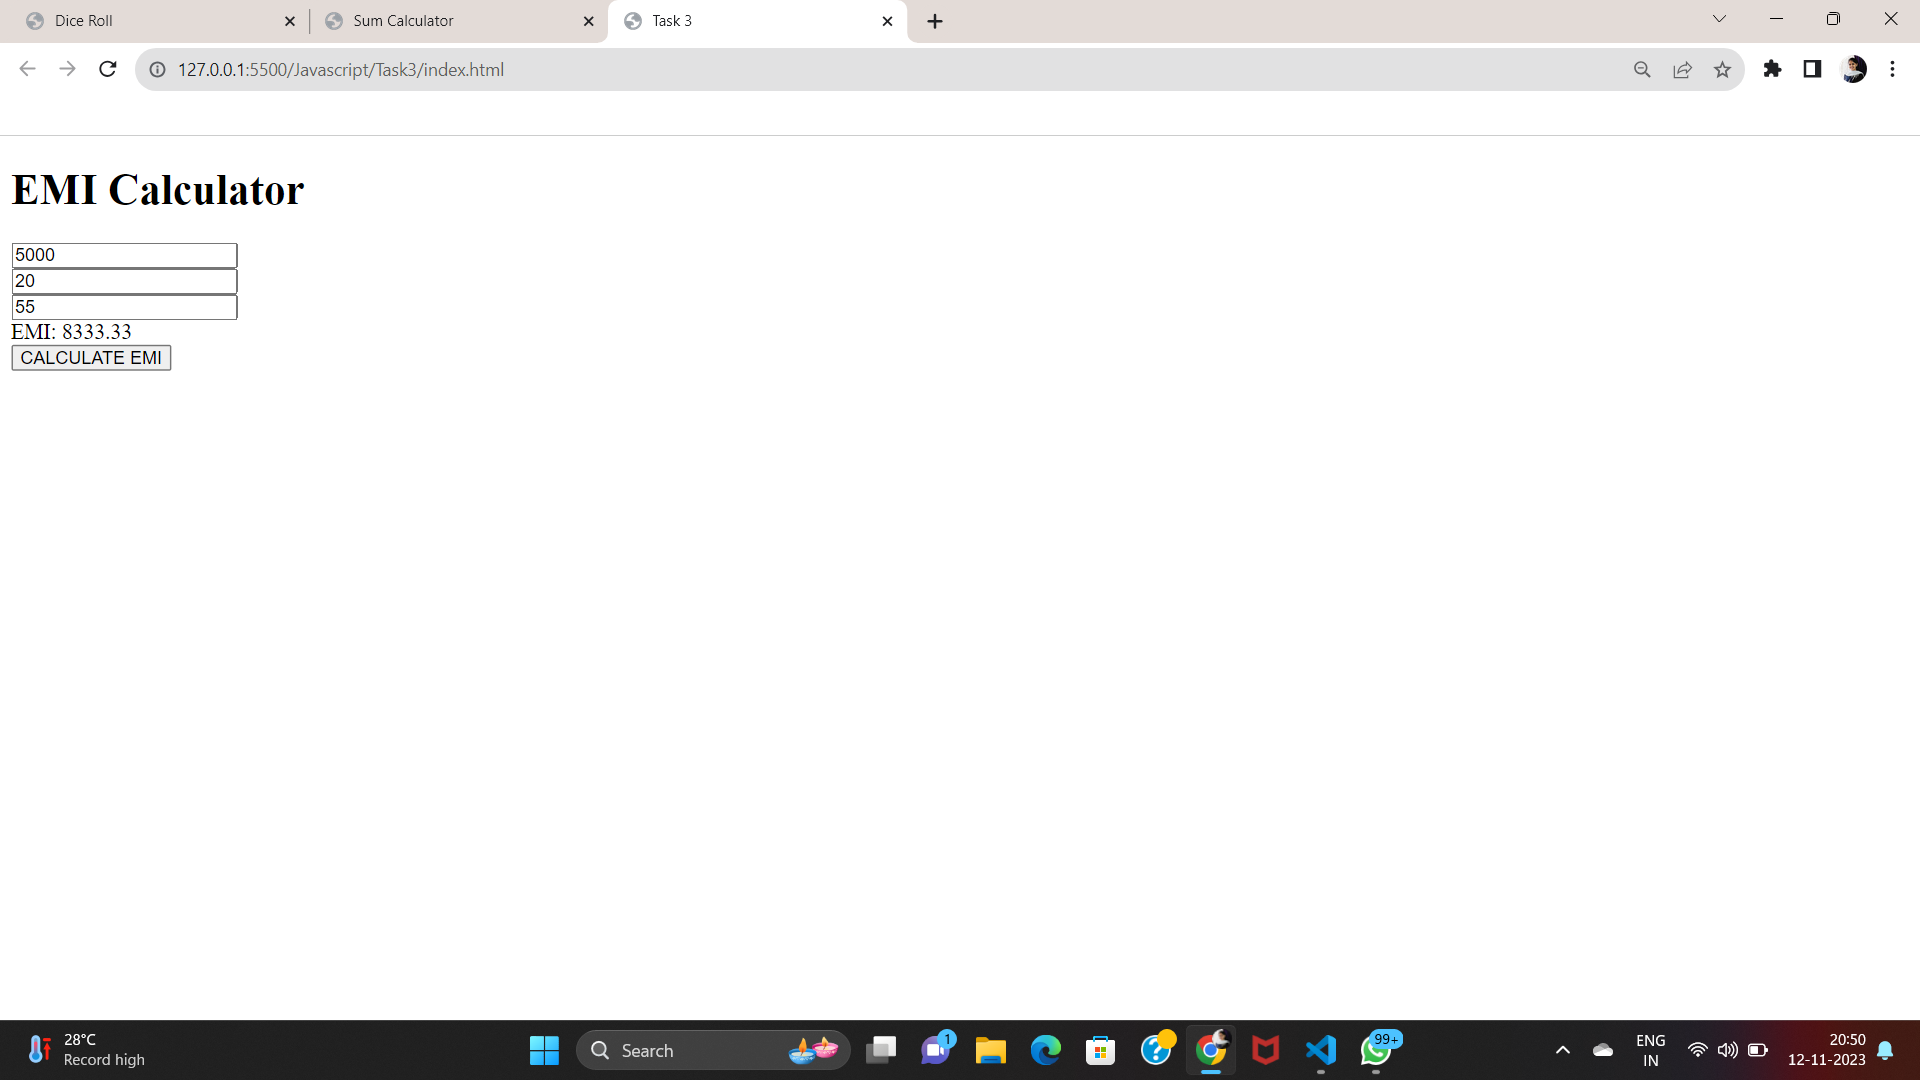 Dice Roll
Sum Calculator
Task 3
127.0.0.1:5500/Javascript/Task3/index.html
EMI Calculator
5000
20
55
EMI: 8333.33
CALCULATE EMI
28°C
Record high
Search
1
99+
ENG
IN
20:50
12-11-2023